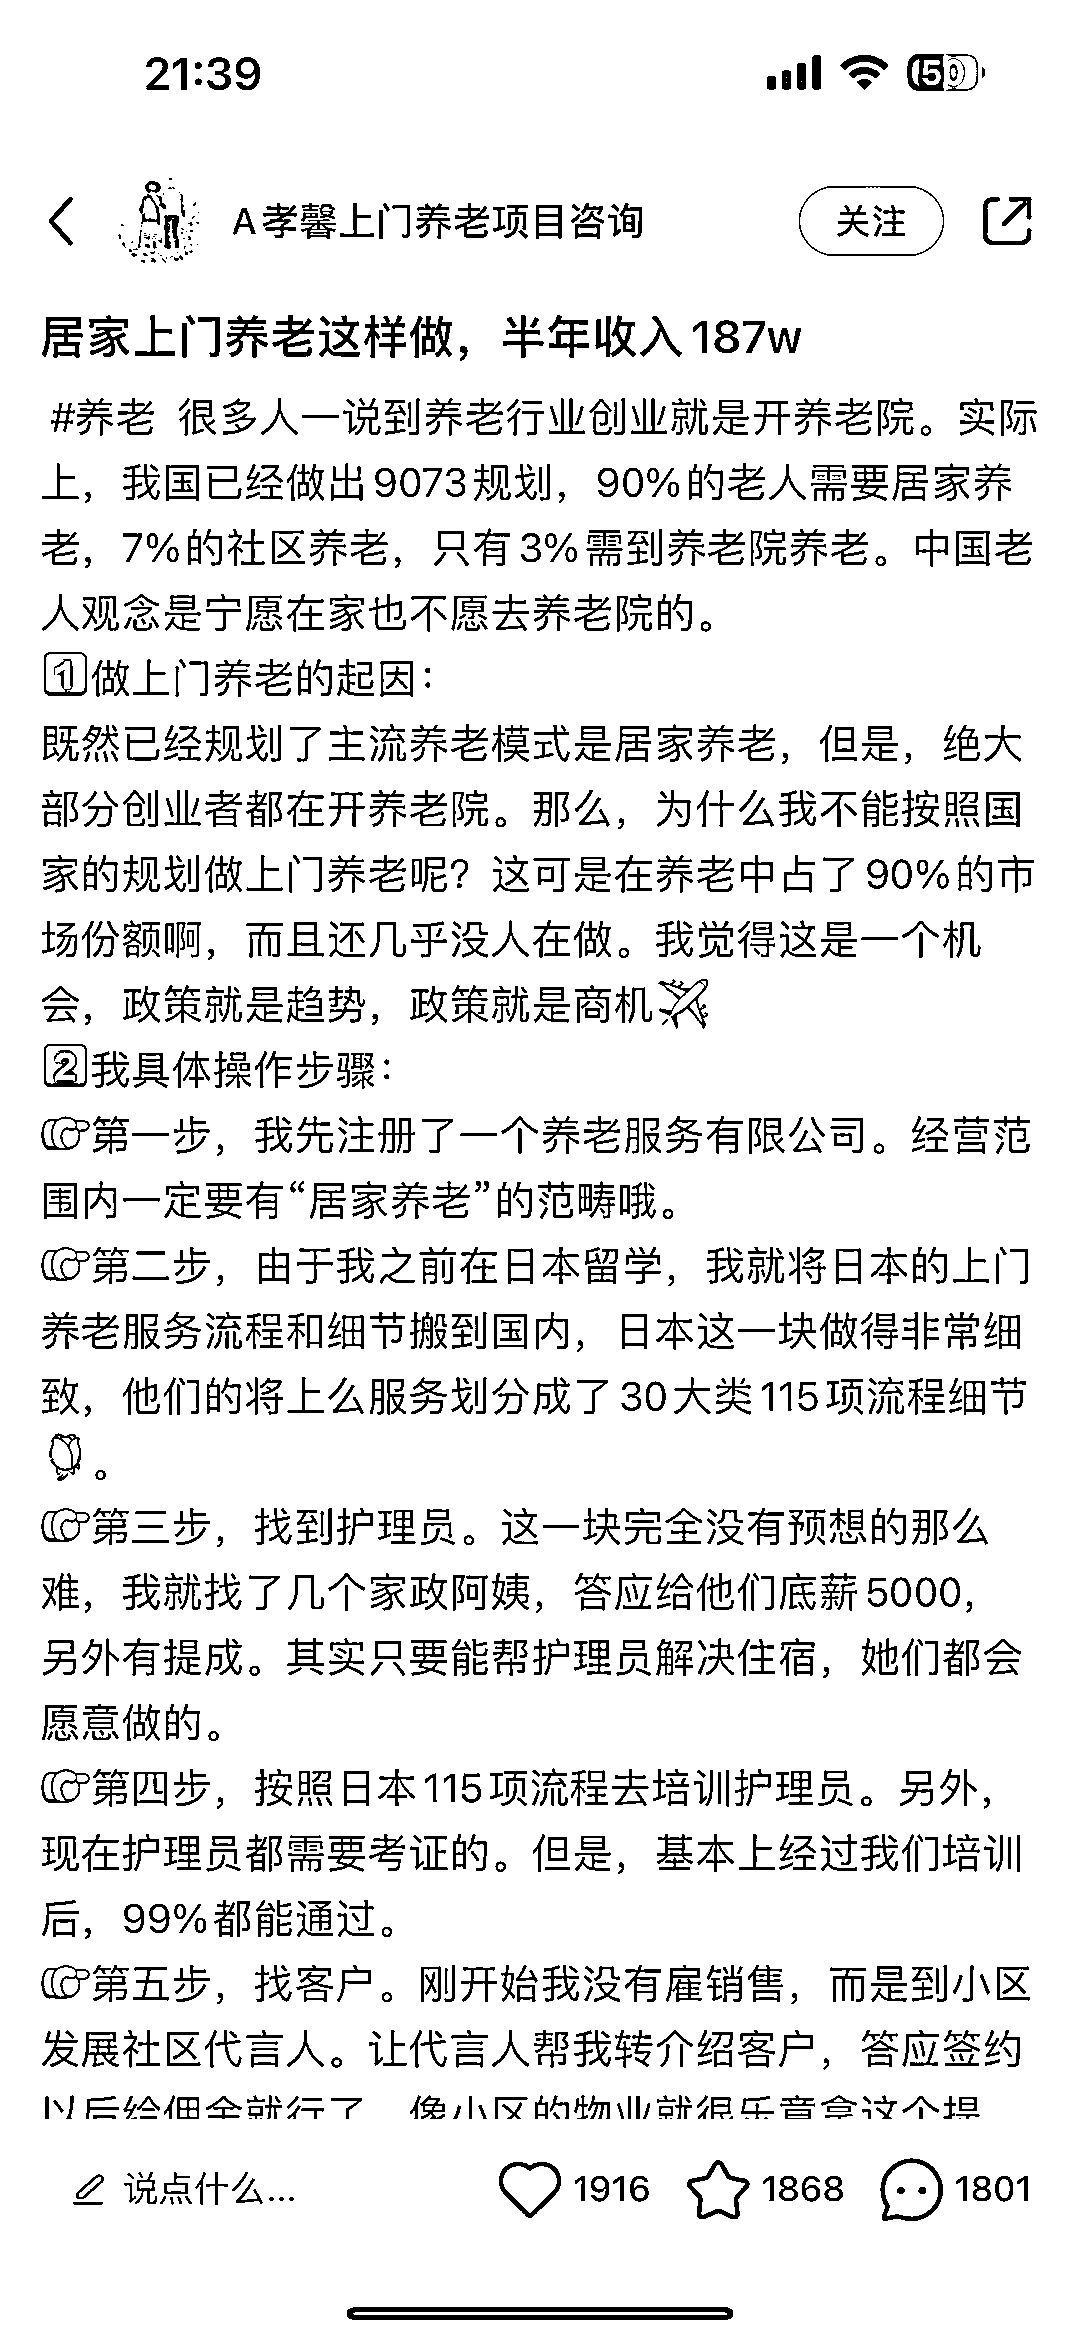 21:39
50
A孝馨上门养老项目咨询
关注
居家上门养老这样做，半年收入187w
#养老 很多人一说到养老行业创业就是开养老院。实际
上，我国已经做出9073规划，90%的老人需要居家养
老，7%的社区养老，只有3%需到养老院养老。中国老
人观念是宁愿在家也不愿去养老院的。
1️⃣做上门养老的起因：
既然已经规划了主流养老模式是居家养老，但是，绝大
部分创业者都在开养老院。那么，为什么我不能按照国
家的规划做上门养老呢？这可是在养老中占了90%的市
场份额啊，而且还几乎没人在做。我觉得这是一个机
会，政策就是趋势，政策就是商机✈️
2️⃣我具体操作步骤：
👉第一步，我先注册了一个养老服务有限公司。经营范
围内一定要有“居家养老”的范畴哦。
👉第二步，由于我之前在日本留学，我就将日本的上门
养老服务流程和细节搬到国内，日本这一块做得非常细
致，他们的将上么服务划分成了30大类115项流程细节
🌹。
👉第三步，找到护理员。这一块完全没有预想的那么
难，我就找了几个家政阿姨，答应给他们底薪5000，
另外有提成。其实只要能帮护理员解决住宿，她们都会
愿意做的。
👉第四步，按照日本115项流程去培训护理员。另外，
现在护理员都需要考证的。但是，基本上经过我们培训
后，99%都能通过。
👉第五步，找客户。刚开始我没有雇销售，而是到小区
发展社区代言人。让代言人帮我转介绍客户，答应签约
以后给佣金就行了，像小区的物业就很乐意拿这个提
说点什么...
1916
1868
1801